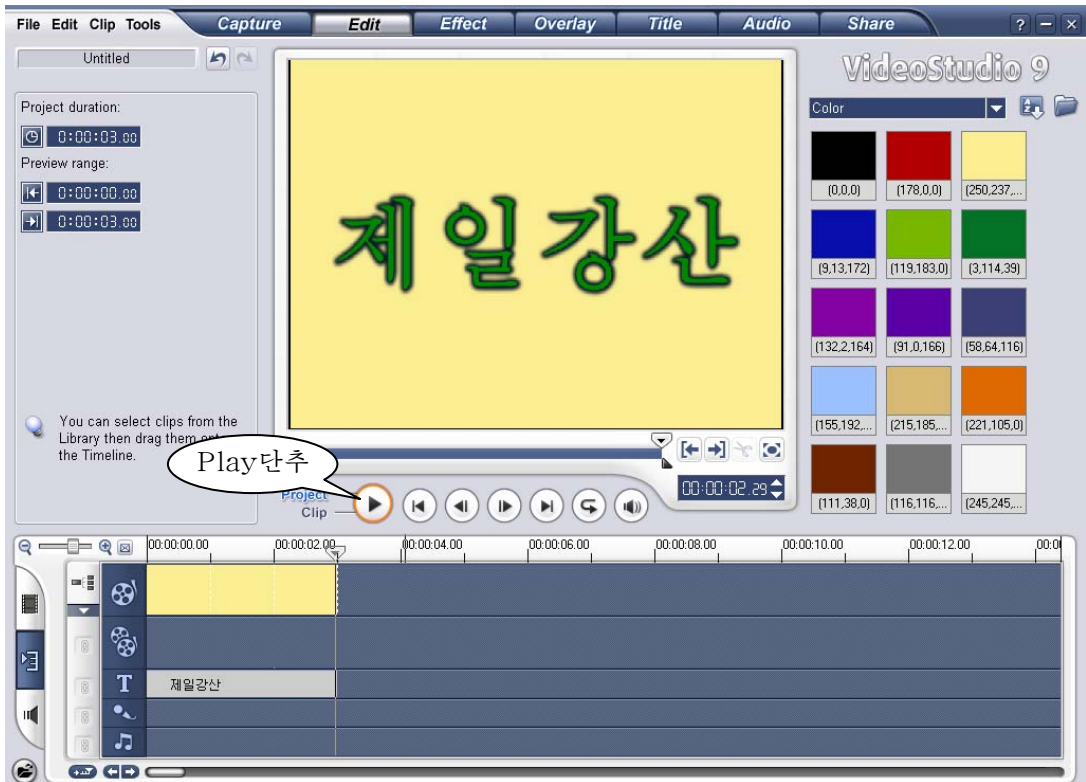 File Edit Clip Tools Capture Edit Effect Overlay Title Audio Share ? – ×
Untitled
VideoStudio 9
Project duration:
0:00:03.00
Preview range:
0:00:00.00
0:00:03.00
You can select clips from the
Library then drag them
the Timeline.
제일강산
Play단추
Project
Clip
00:00:02.29
Color
(0,0,0) (178,0,0) (250,237,...
(9,13,172) (119,183,0) (3,114,39)
(132,2,164) (91,0,166) (58,64,116)
(155,192,... (215,185,... (221,105,0)
(111,38,0) (116,116,... (245,245,...
00:00:00.00 00:00:02.00 00:00:04.00 00:00:06.00 00:00:08.00 00:00:10.00 00:00:12.00 00:0
T 제일강산